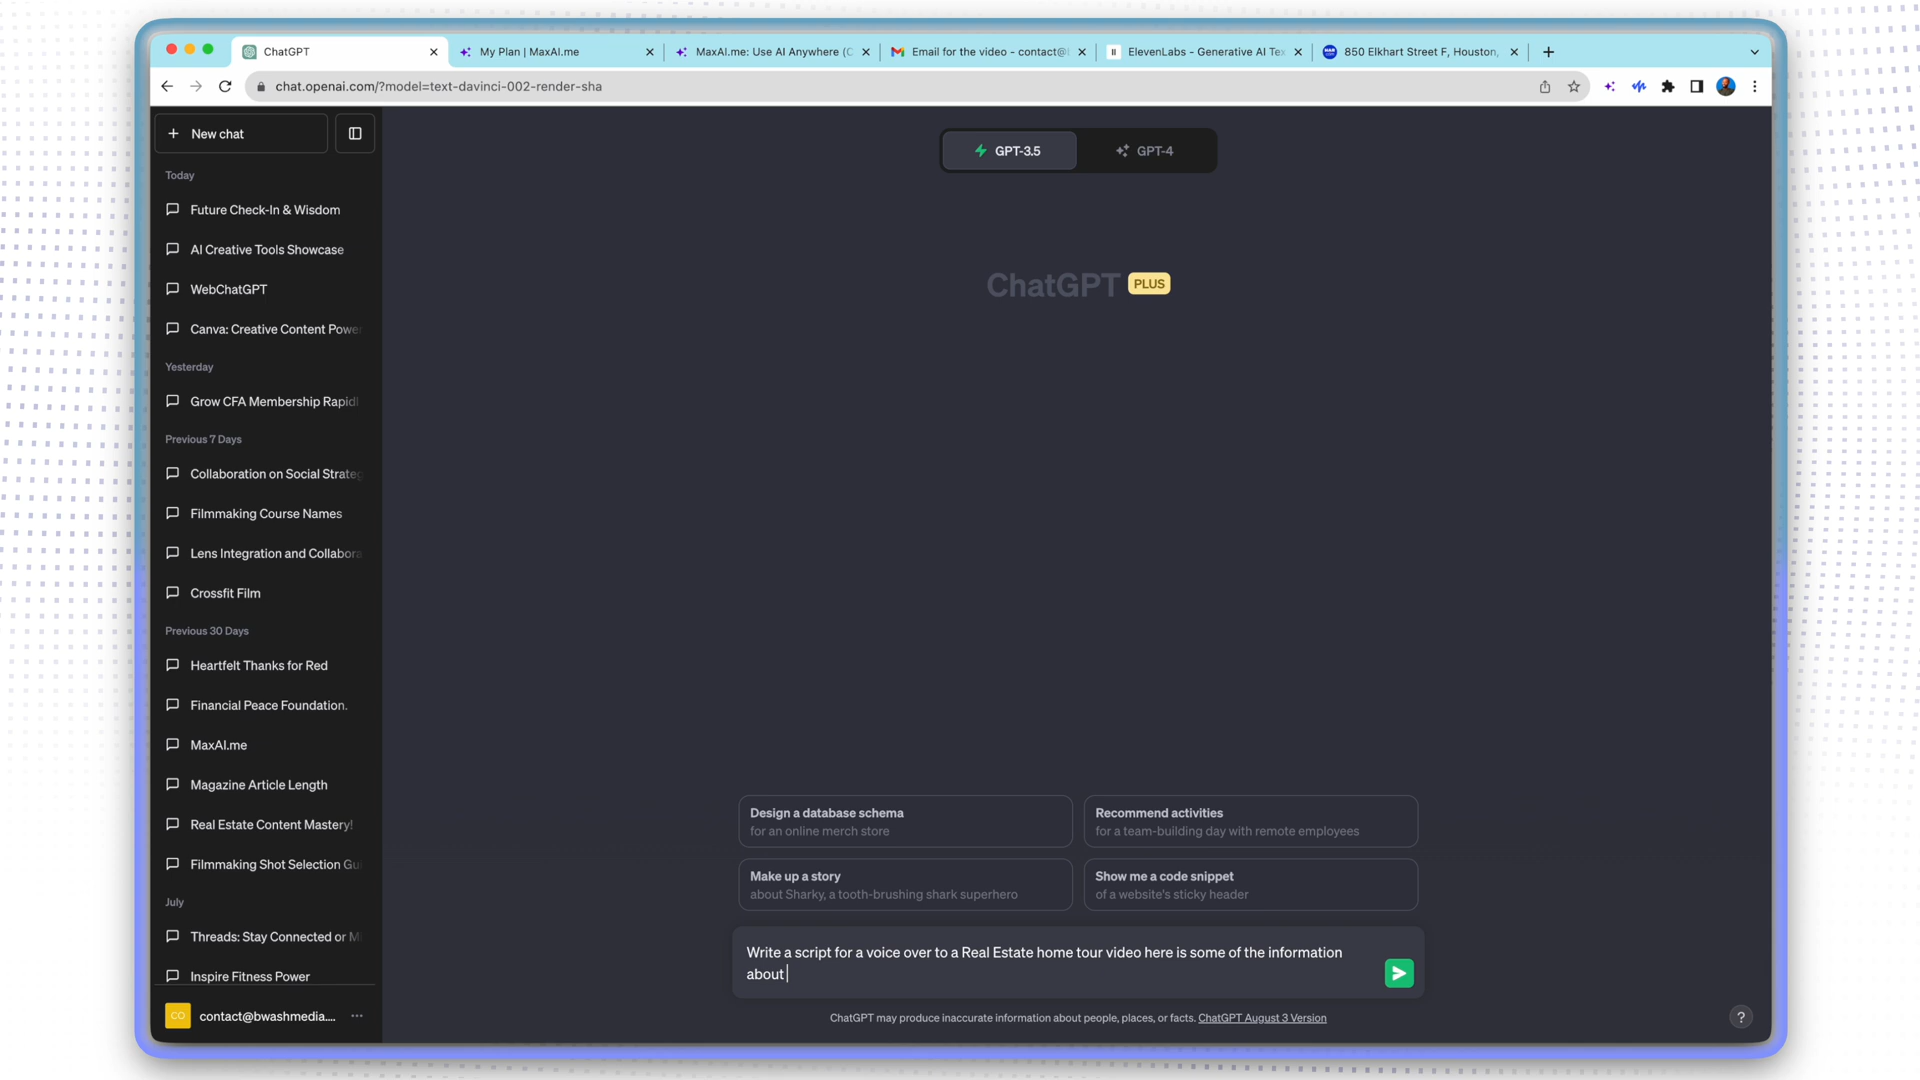 ChatGPT
My Plan | MaxAI.me
MaxAI.me: Use AI Anywhere (C
Email for the video - contact@
ElevenLabs - Generative AI Tex
850 Elkhart Street F, Houston,
chat.openai.com/?model=text-davinci-002-render-sha
New chat
Today
Future Check-In & Wisdom
AI Creative Tools Showcase
WebChatGPT
Canva: Creative Content Power
Yesterday
Grow CFA Membership Rapidl
Previous 7 Days
Collaboration on Social Strateg
Filmmaking Course Names
Lens Integration and Collabora
Crossfit Film
Previous 30 Days
Heartfelt Thanks for Red
Financial Peace Foundation.
MaxAI.me
Magazine Article Length
Real Estate Content Mastery!
Filmmaking Shot Selection Gu
July
Threads: Stay Connected or M
Inspire Fitness Power
CO
contact@bwashmedia....
GPT-3.5
GPT-4
ChatGPT PLUS
Design a database schema
for an online merch store
Recommend activities
for a team-building day with remote employees
Make up a story
about Sharky, a tooth-brushing shark superhero
Show me a code snippet
of a website's sticky header
Write a script for a voice over to a Real Estate home tour video here is some of the information
about
ChatGPT may produce inaccurate information about people, places, or facts. ChatGPT August 3 Version
?